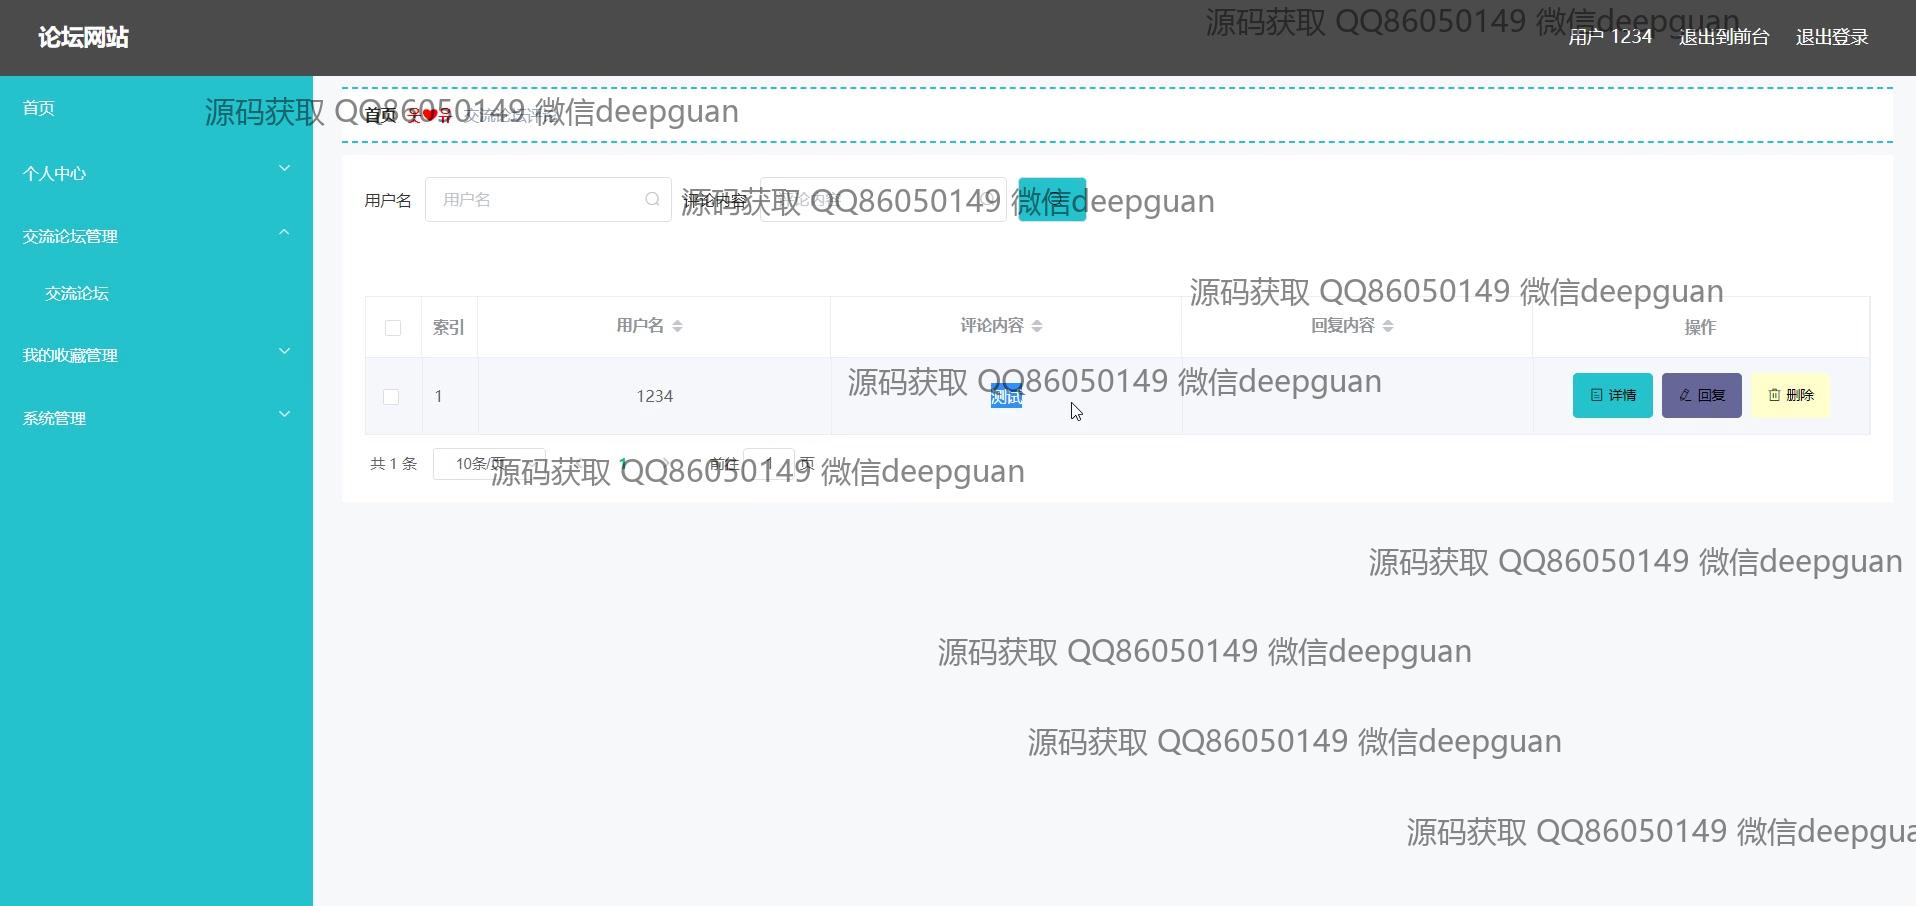 论坛网站
用户 1234 退出到前台 退出登录
源码获取 QQ86050149 微信deepguan
首页
源码获取 QQ86050149 微信deepguan
首页 웃❤유 交流论坛评论
个人中心
用户名 用户名 评论内容 评论内容
源码获取 QQ86050149 微信deepguan
交流论坛管理
交流论坛
源码获取 QQ86050149 微信deepguan
索引 用户名 评论内容 回复内容 操作
我的收藏管理
源码获取 QQ86050149 微信deepguan
1 1234 测试 详情 回复 删除
系统管理
共 1 条 10条/页 1 前往 1 页
源码获取 QQ86050149 微信deepguan
源码获取 QQ86050149 微信deepguan
源码获取 QQ86050149 微信deepguan
源码获取 QQ86050149 微信deepguan
源码获取 QQ86050149 微信deepgua